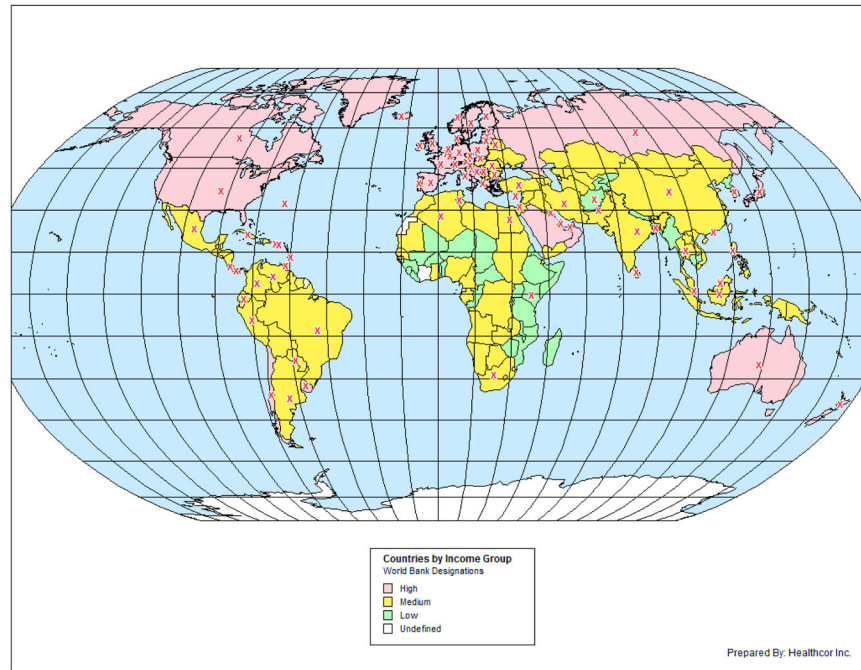 Countries by Income Group
World Bank Designations
High
Medium
Low
Undefined
Prepared By: Healthcor Inc.